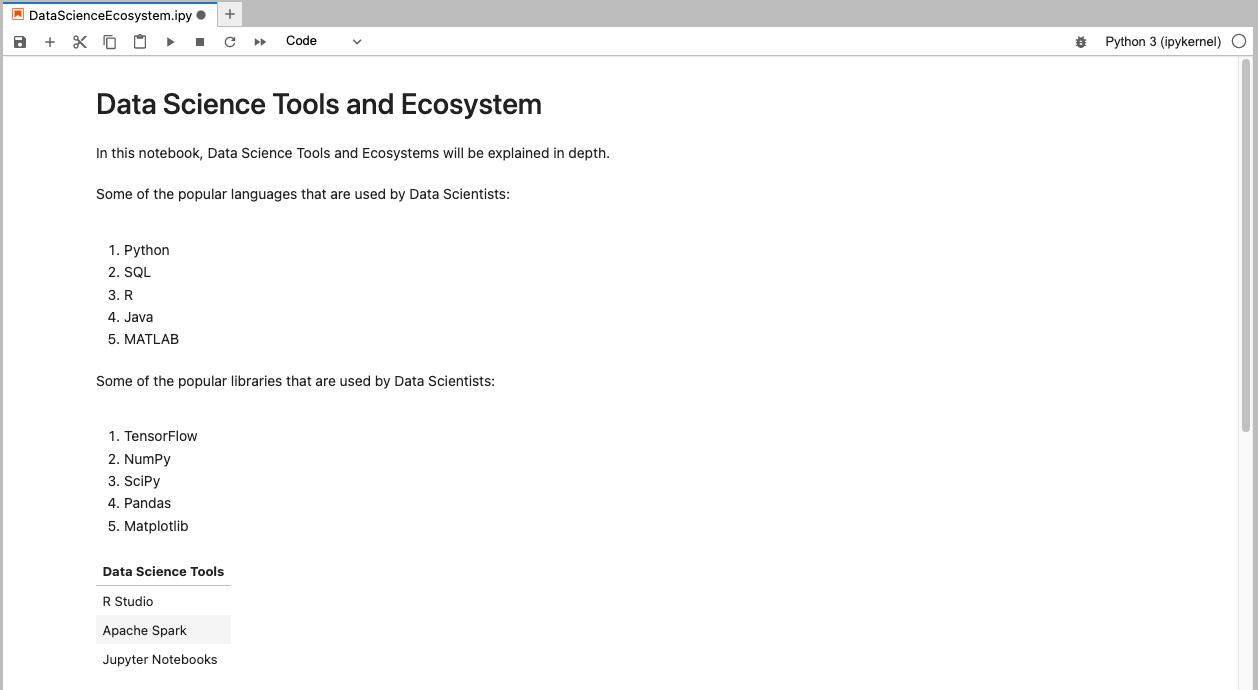 DataScienceEcosystem.ipy
Code
Python 3 (ipykernel)
Data Science Tools and Ecosystem
In this notebook, Data Science Tools and Ecosystems will be explained in depth.
Some of the popular languages that are used by Data Scientists:
1. Python
2. SQL
3. R
4. Java
5. MATLAB
Some of the popular libraries that are used by Data Scientists:
1. TensorFlow
2. NumPy
3. SciPy
4. Pandas
5. Matplotlib
Data Science Tools
R Studio
Apache Spark
Jupyter Notebooks